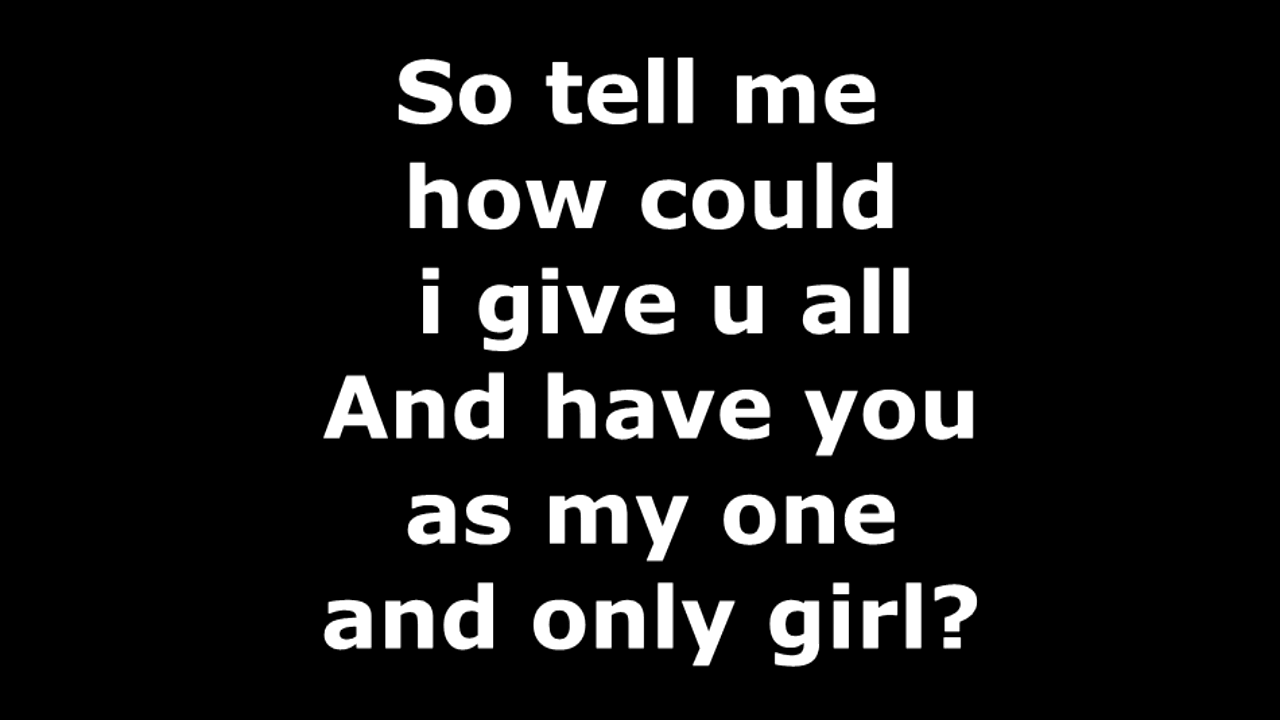 So tell me
how could
i give u all
And have you
as my one
and only girl?